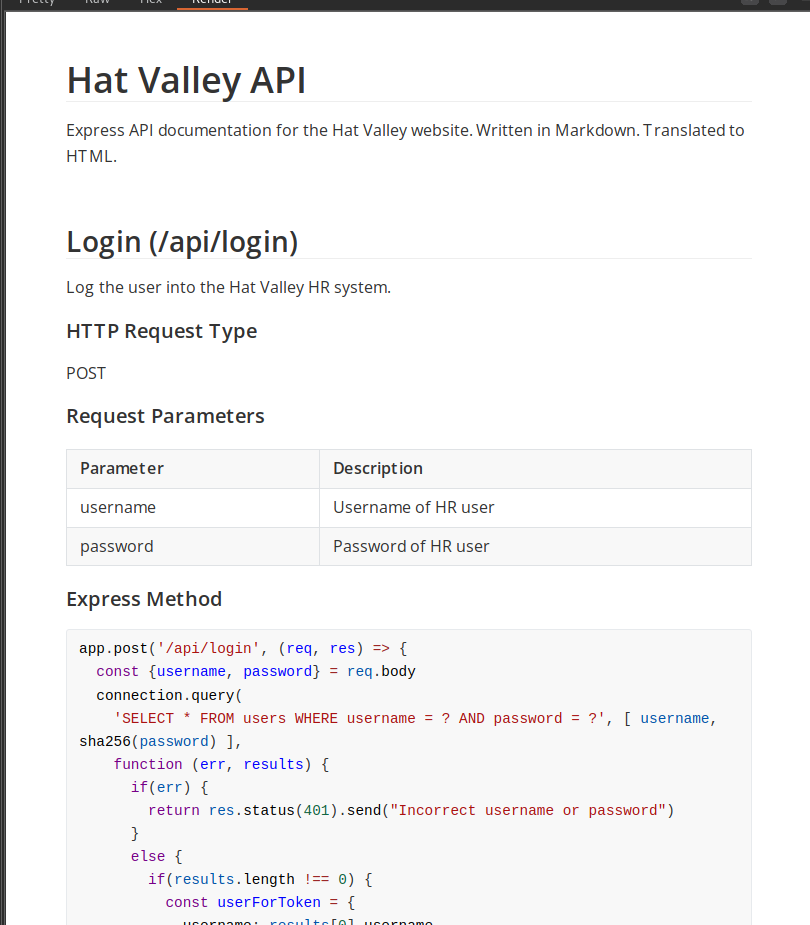 Pretty Raw Hex Render
Hat Valley API
Express API documentation for the Hat Valley website. Written in Markdown. Translated to
HTML.
Login (/api/login)
Log the user into the Hat Valley HR system.
HTTP Request Type
POST
Request Parameters
Parameter Description
username Username of HR user
password Password of HR user
Express Method
app.post('/api/login', (req, res) => {
  const {username, password} = req.body
  connection.query(
    'SELECT * FROM users WHERE username = ? AND password = ?', [ username,
sha256(password) ],
    function (err, results) {
      if(err) {
        return res.status(401).send("Incorrect username or password")
      }
      else {
        if(results.length !== 0) {
          const userForToken = {
            username: results[0].username